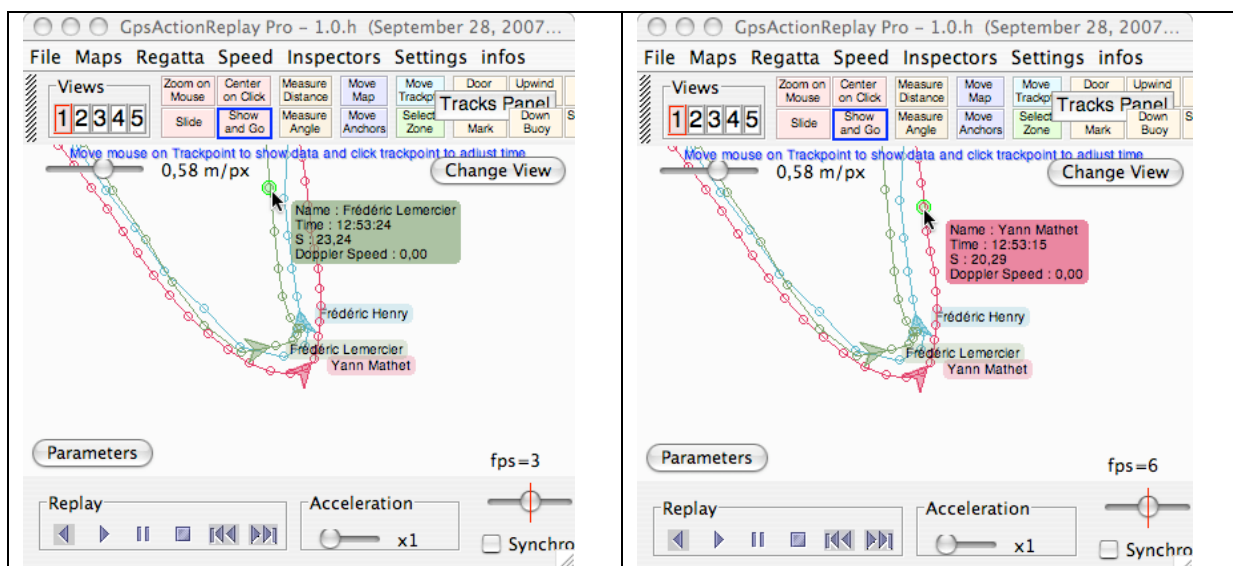 GpsActionReplay Pro – 1.0.h (September 28, 2007...
File Maps Regatta Speed Inspectors Settings infos
Views
1 2 3 4 5
Zoom on Mouse
Center on Click
Measure Distance
Move Map
Move
Door
Upwind
Slide
Show and Go
Measure Angle
Move Anchors
Select Zone
Tracks Panel
Mark
Down Buoy
Move mouse on Trackpoint to show data and click trackpoint to adjust time
0,58 m/px
Change View
Name : Frédéric Lemercier
Time : 12:53:24
S : 23,24
Doppler Speed : 0,00
Frédéric Henry
Frédéric Lemercier
Yann Mathet
Parameters
fps=3
Replay
Acceleration
x1
Synchro
GpsActionReplay Pro – 1.0.h (September 28, 2007...
File Maps Regatta Speed Inspectors Settings infos
Views
1 2 3 4 5
Zoom on Mouse
Center on Click
Measure Distance
Move Map
Move
Door
Upwind
Slide
Show and Go
Measure Angle
Move Anchors
Select Zone
Tracks Panel
Mark
Down Buoy
S
Move mouse on Trackpoint to show data and click trackpoint to adjust time
0,58 m/px
Change View
Name : Yann Mathet
Time : 12:53:15
S : 20,29
Doppler Speed : 0,00
Frédéric Henry
Frédéric Lemercier
Yann Mathet
Parameters
fps=6
Replay
Acceleration
x1
Synchro